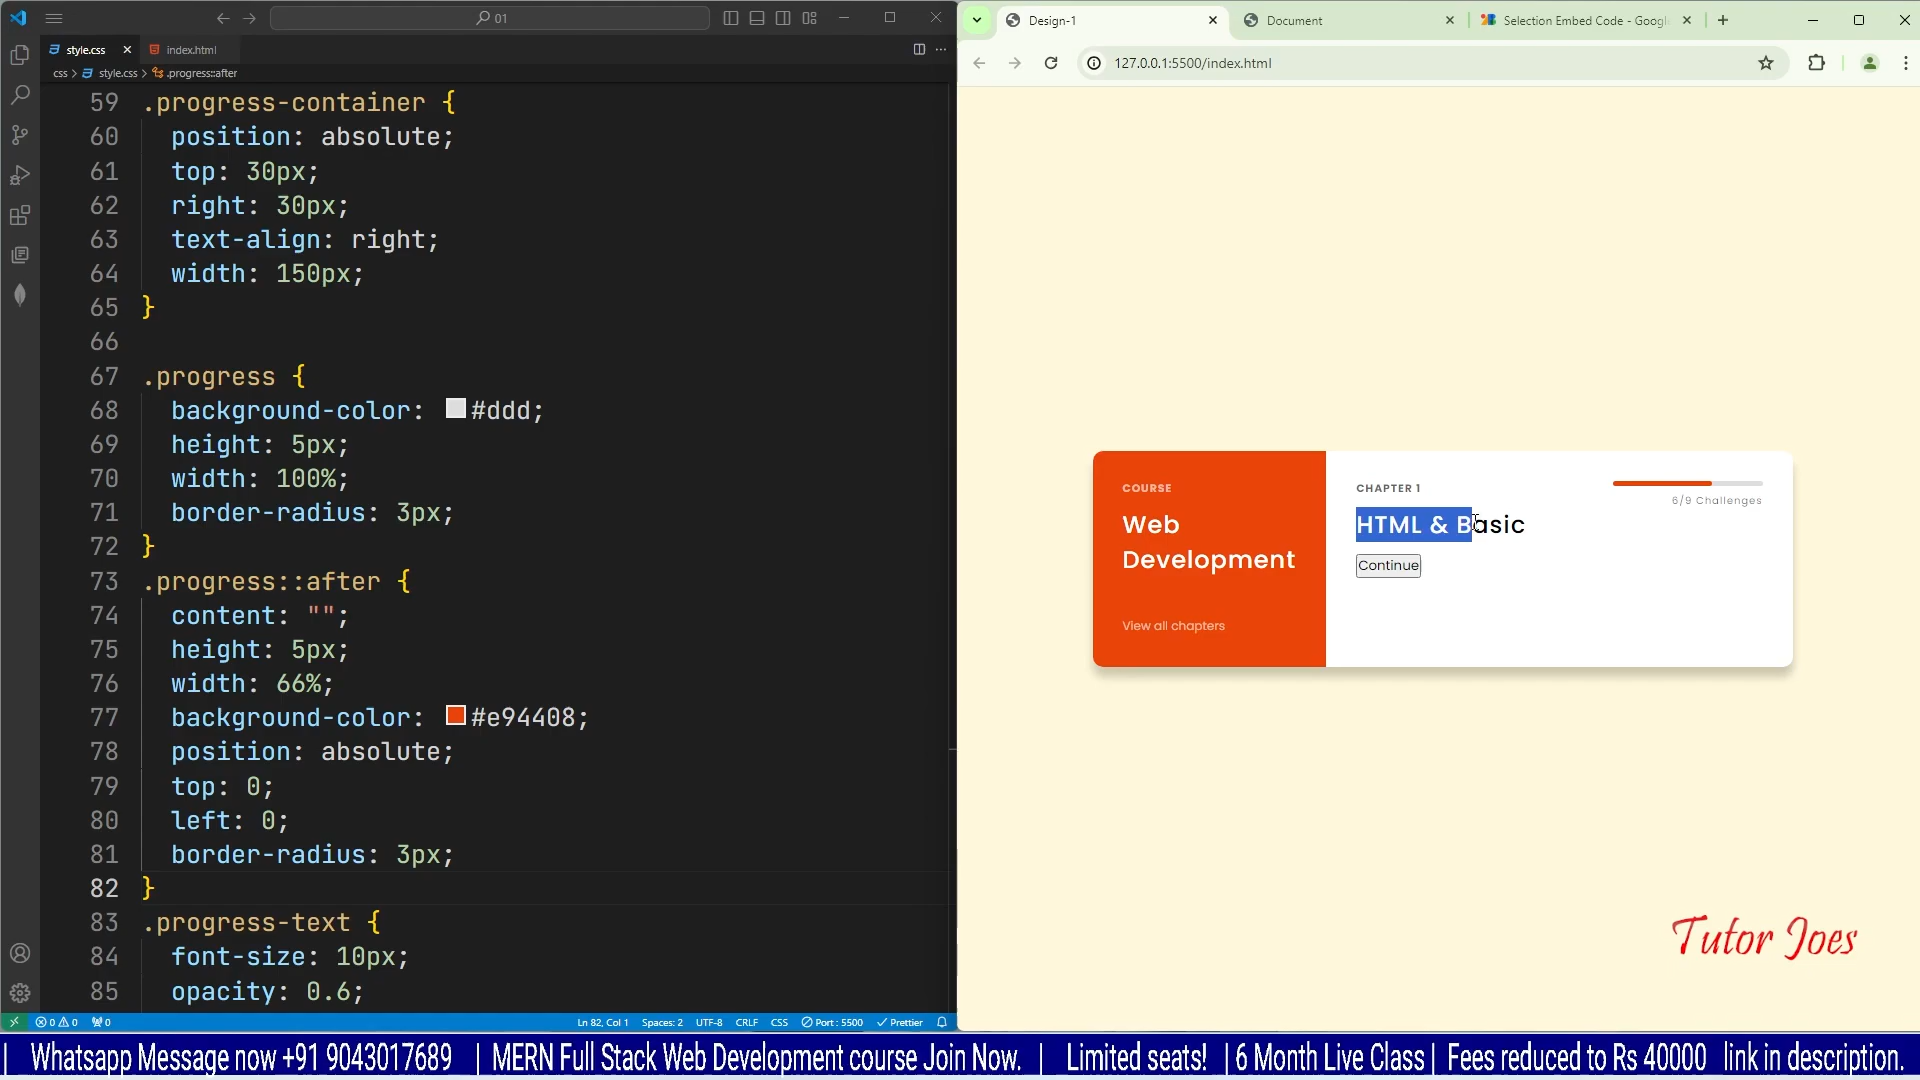 01
style.css
index.html
css > style.css > .progress::after
59 .progress-container {
60 position: absolute;
61 top: 30px;
62 right: 30px;
63 text-align: right;
64 width: 150px;
65 }
66
67 .progress {
68 background-color: #ddd;
69 height: 5px;
70 width: 100%;
71 border-radius: 3px;
72 }
73 .progress::after {
74 content: "";
75 height: 5px;
76 width: 66%;
77 background-color: #e94408;
78 position: absolute;
79 top: 0;
80 left: 0;
81 border-radius: 3px;
82 }
83 .progress-text {
84 font-size: 10px;
85 opacity: 0.6;
0 0 0 Ln 82, Col 1 Spaces: 2 UTF-8 CRLF CSS Port : 5500 Prettier
Design-1
Document
Selection Embed Code - Googl
127.0.0.1:5500/index.html
COURSE
Web
Development
View all chapters
CHAPTER 1
HTML & Basic
Continue
6/9 Challenges
Tutor Joes
| Whatsapp Message now +91 9043017689 | MERN Full Stack Web Development course Join Now. | Limited seats! | 6 Month Live Class | Fees reduced to Rs 40000 link in description.